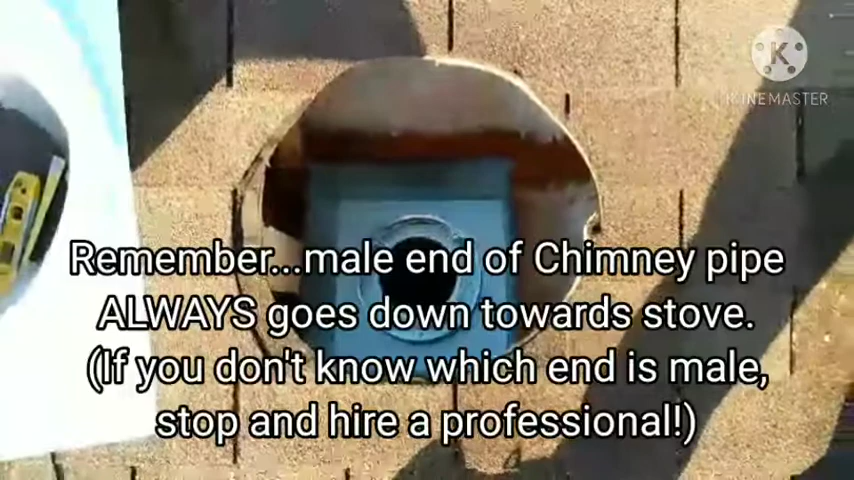 K
KINEMASTER
Remember...male end of Chimney pipe
ALWAYS goes down towards stove.
(If you don't know which end is male,
stop and hire a professional!)